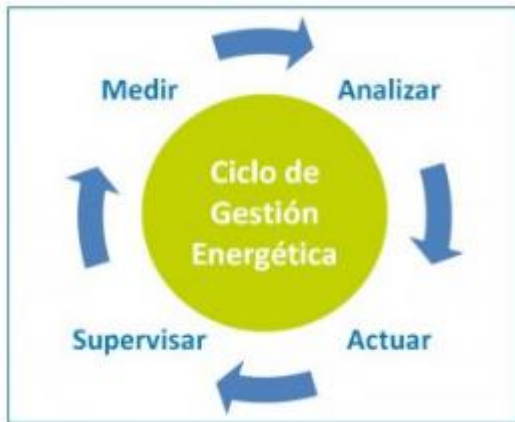 Medir
Analizar
Ciclo de
Gestión
Energética
Supervisar
Actuar